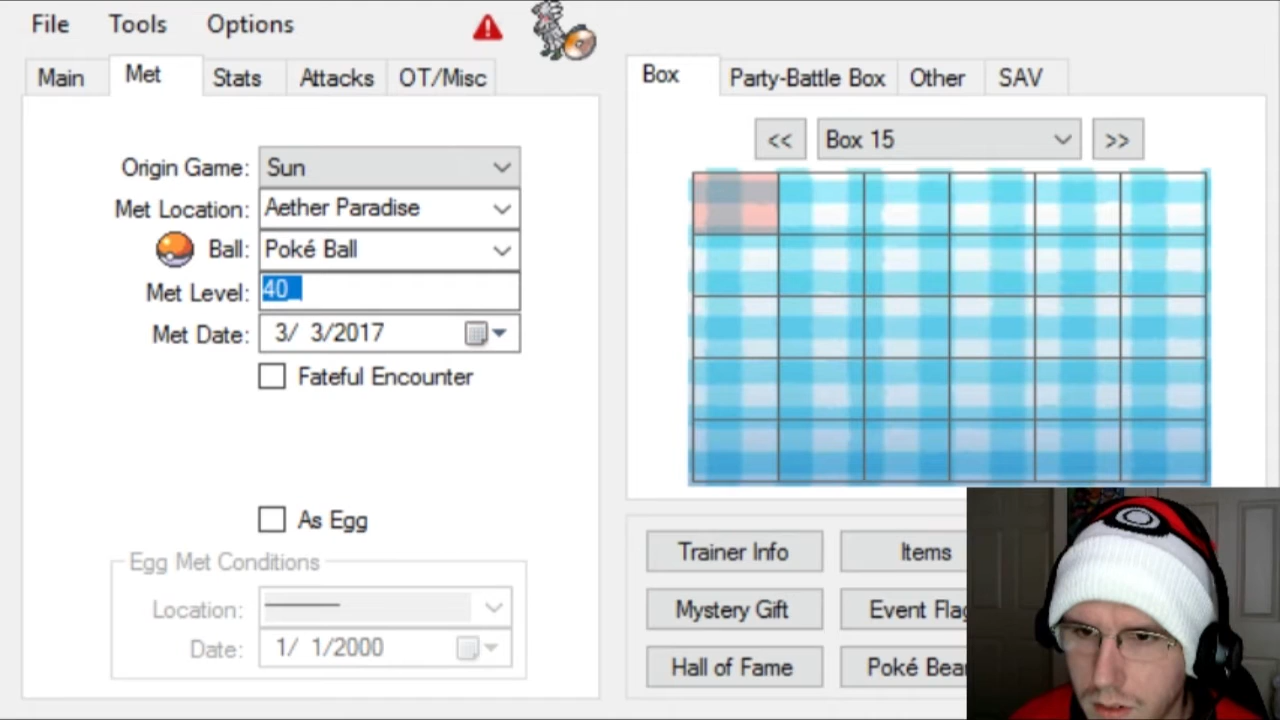 File Tools Options
Main Met Stats Attacks OT/Misc
Origin Game: Sun
Met Location: Aether Paradise
Ball: Poké Ball
Met Level: 40
Met Date: 3/ 3/2017
Fateful Encounter
As Egg
Egg Met Conditions
Location:
Date: 1/ 1/2000
Box Party-Battle Box Other SAV
<< Box 15 >>
Trainer Info Items
Mystery Gift Event Flag
Hall of Fame Poké Bea